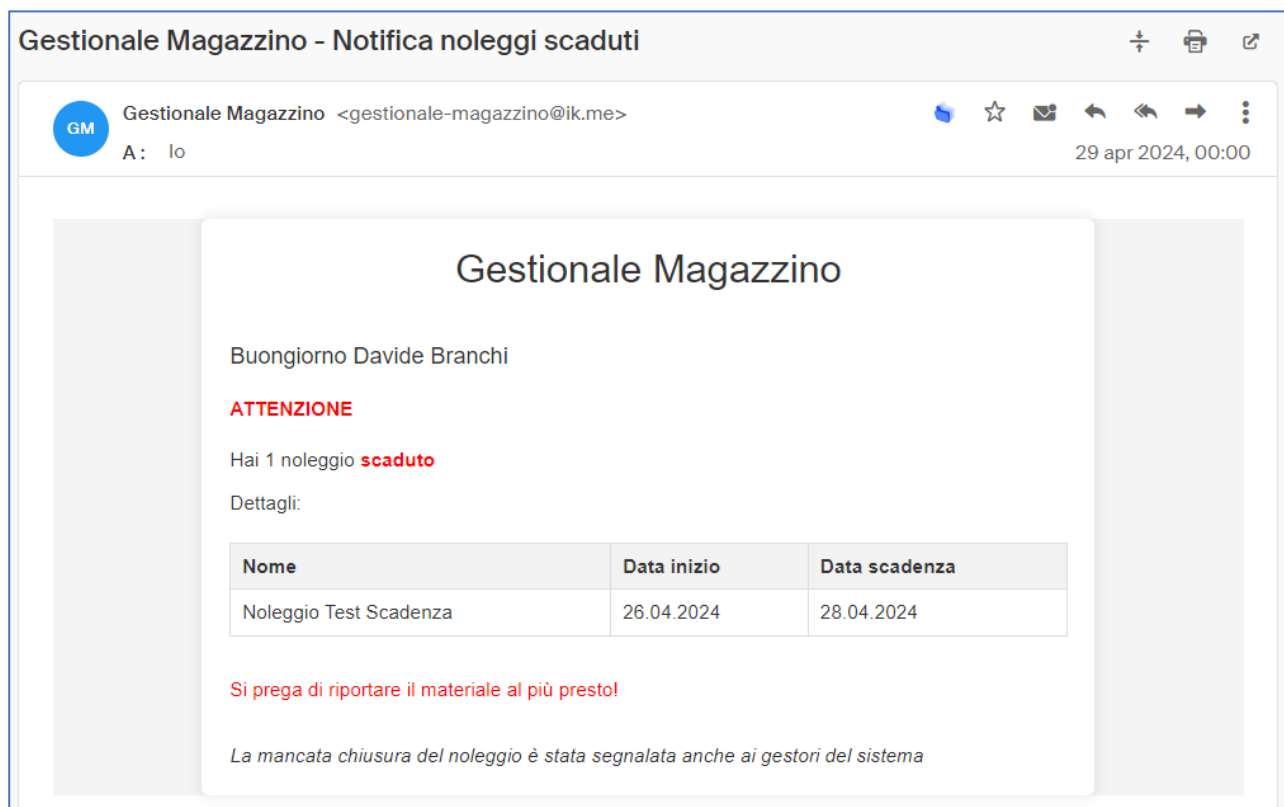 Gestionale Magazzino - Notifica noleggi scaduti
GM
Gestionale Magazzino <gestionale-magazzino@ik.me>
A: Io
29 apr 2024, 00:00
Gestionale Magazzino
Buongiorno Davide Branchi
ATTENZIONE
Hai 1 noleggio scaduto
Dettagli:
Nome Data inizio Data scadenza
Noleggio Test Scadenza 26.04.2024 28.04.2024
Si prega di riportare il materiale al più presto!
La mancata chiusura del noleggio è stata segnalata anche ai gestori del sistema